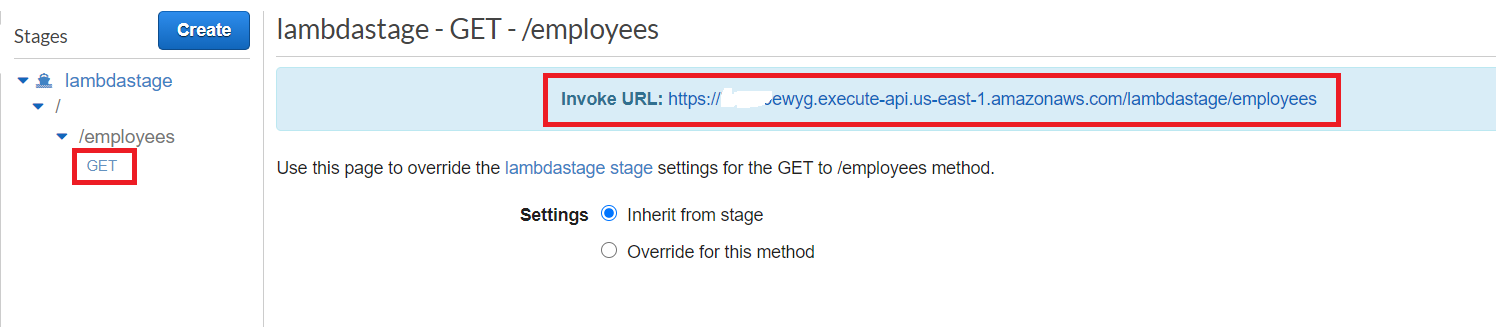 Stages
Create
lambdastage
/
/employees
GET
lambdastage - GET - /employees
Invoke URL: https:// ewyg.execute-api.us-east-1.amazonaws.com/lambdastage/employees
Use this page to override the lambdastage stage settings for the GET to /employees method.
Settings
Inherit from stage
Override for this method